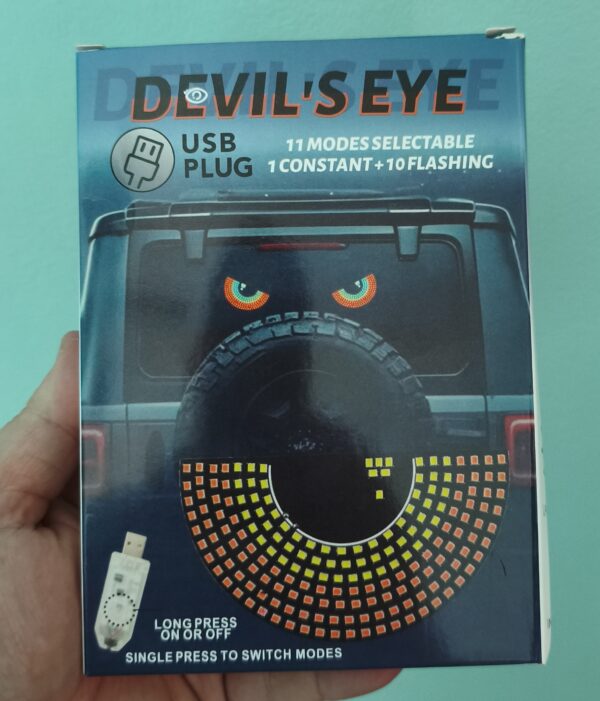 DEVIL'S EYE
USB
PLUG
11 MODES SELECTABLE
1 CONSTANT + 10 FLASHING
LONG PRESS
ON OR OFF
SINGLE PRESS TO SWITCH MODES